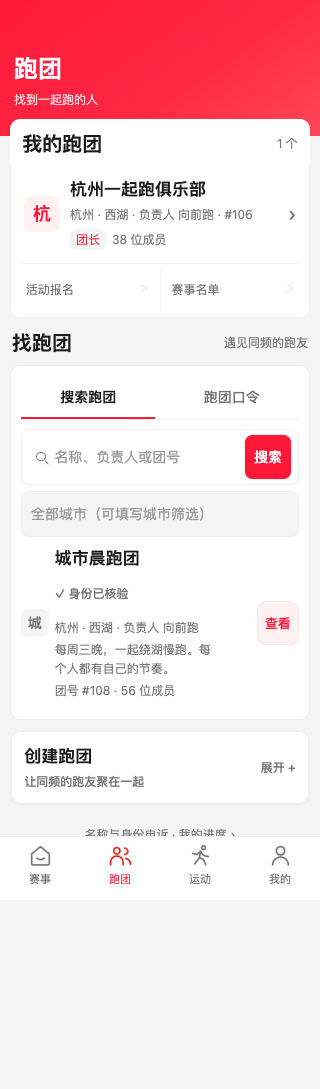 跑团
找到一起跑的人
我的跑团
1 个
杭
杭州一起跑俱乐部
杭州 · 西湖 · 负责人 向前跑 · #106
团长 38 位成员
活动报名
赛事名单
找跑团
遇见同频的跑友
搜索跑团
跑团口令
名称、负责人或团号
搜索
全部城市（可填写城市筛选）
城市晨跑团
✓ 身份已核验
城
杭州 · 西湖 · 负责人 向前跑
每周三晚，一起绕湖慢跑。每
个人都有自己的节奏。
团号 #108 · 56 位成员
查看
创建跑团
让同频的跑友聚在一起
展开 +
名称与身份申诉 · 我的进度 ›
赛事
跑团
运动
我的